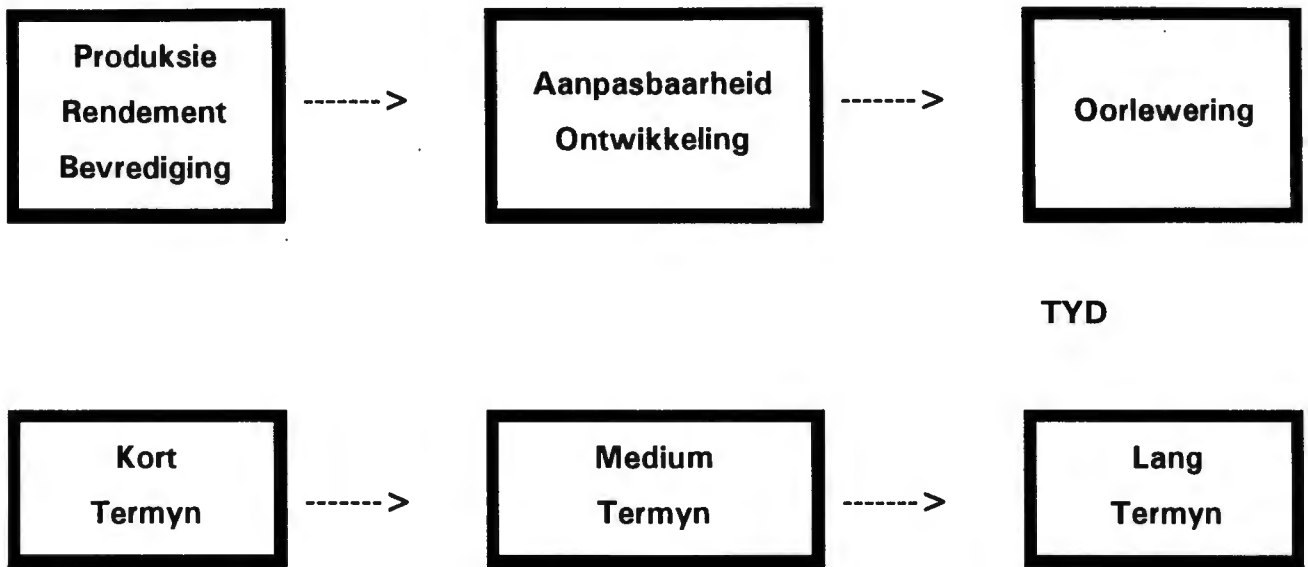 Produksie
Rendement
Bevrediging
------->
Aanpasbaarheid
Ontwikkeling
------->
Oorlewering
TYD
Kort
Termyn
------->
Medium
Termyn
------->
Lang
Termyn